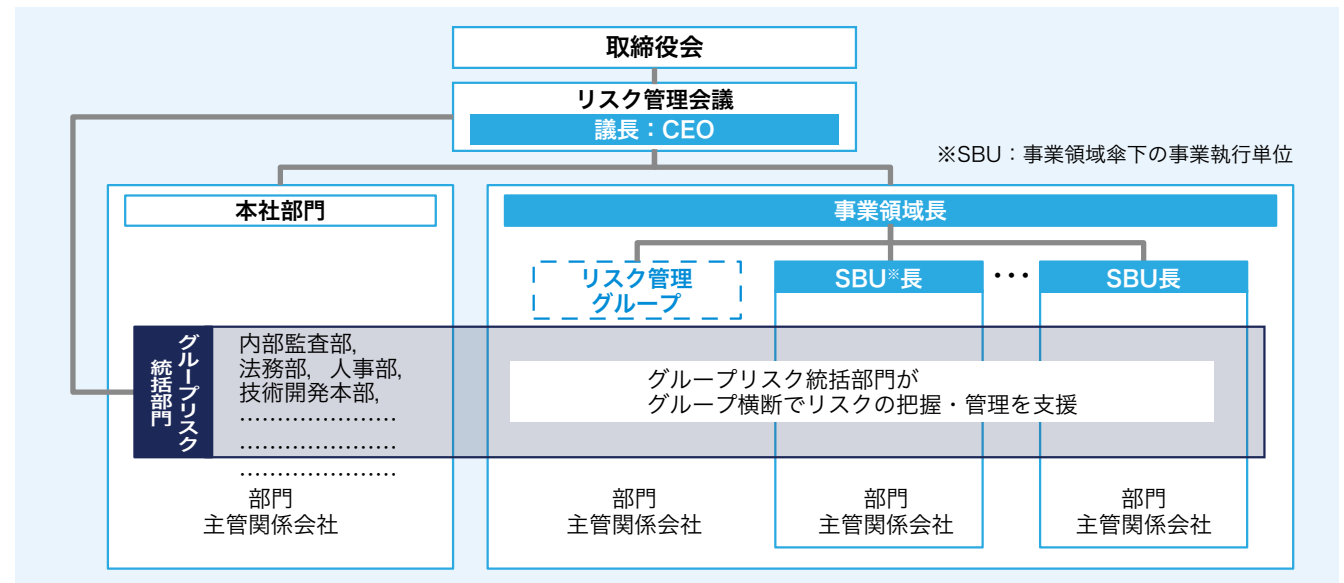 取締役会
リスク管理会議
議長：CEO
※SBU：事業領域傘下の事業執行単位
本社部門
事業領域長
リスク管理
グループ
SBU※長
･･･
SBU長
グループリスク
統括部門
内部監査部,
法務部, 人事部,
技術開発本部,
.....................
.....................
.....................
グループリスク統括部門が
グループ横断でリスクの把握・管理を支援
部門
主管関係会社
部門
主管関係会社
部門
主管関係会社
部門
主管関係会社